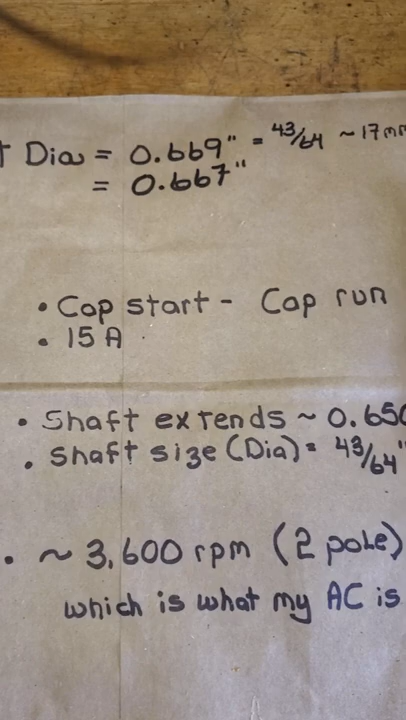 Dia = 0.669" = 43/64 ~ 17mm
= 0.667"
• Cap start - Cap run
• 15 A
• Shaft extends ~ 0.650
• Shaft size (Dia) = 43/64"
• ~ 3,600 rpm (2 pole)
which is what my AC is